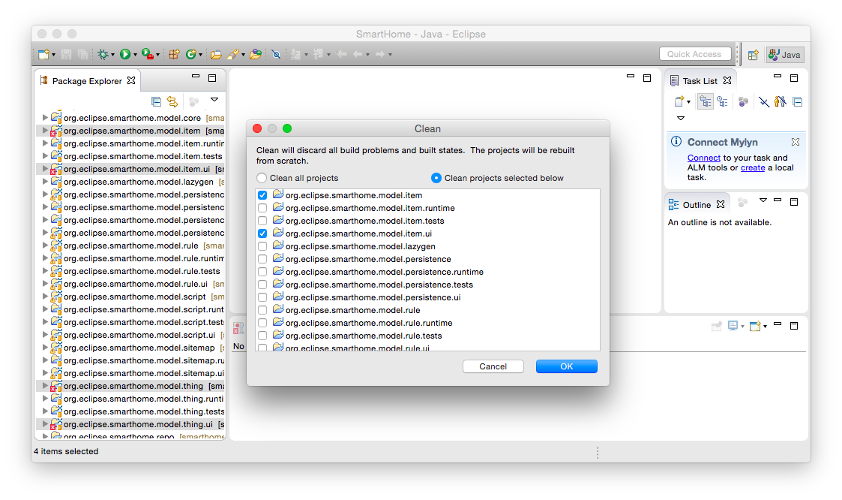 SmartHome - Java - Eclipse
Quick Access
Java
Package Explorer
org.eclipse.smarthome.model.core [smar
org.eclipse.smarthome.model.item [sma
org.eclipse.smarthome.model.item.runtim
org.eclipse.smarthome.model.item.tests
org.eclipse.smarthome.model.item.ui [s
org.eclipse.smarthome.model.lazygen [
org.eclipse.smarthome.model.persistence
org.eclipse.smarthome.model.persistence
org.eclipse.smarthome.model.persistence
org.eclipse.smarthome.model.persistence
org.eclipse.smarthome.model.rule [smar
org.eclipse.smarthome.model.rule.runtim
org.eclipse.smarthome.model.rule.tests
org.eclipse.smarthome.model.rule.ui [s
org.eclipse.smarthome.model.script [sm
org.eclipse.smarthome.model.script.runt
org.eclipse.smarthome.model.script.test
org.eclipse.smarthome.model.script.ui [
org.eclipse.smarthome.model.sitemap [
org.eclipse.smarthome.model.sitemap.ru
org.eclipse.smarthome.model.sitemap.ui
org.eclipse.smarthome.model.thing [sma
org.eclipse.smarthome.model.thing.runti
org.eclipse.smarthome.model.thing.tests
org.eclipse.smarthome.model.thing.ui [s
org.eclipse.smarthome.repo [smarthome
4 items selected
Clean
Clean will discard all build problems and built states. The projects will be rebuilt
from scratch.
Clean all projects
Clean projects selected below
org.eclipse.smarthome.model.item
org.eclipse.smarthome.model.item.runtime
org.eclipse.smarthome.model.item.tests
org.eclipse.smarthome.model.item.ui
org.eclipse.smarthome.model.lazygen
org.eclipse.smarthome.model.persistence
org.eclipse.smarthome.model.persistence.runtime
org.eclipse.smarthome.model.persistence.tests
org.eclipse.smarthome.model.persistence.ui
org.eclipse.smarthome.model.rule
org.eclipse.smarthome.model.rule.runtime
org.eclipse.smarthome.model.rule.tests
org.eclipse.smarthome.model.rule.ui
Cancel
OK
No
Task List
Connect Mylyn
Connect to your task and
ALM tools or create a local
task.
Outline
An outline is not available.